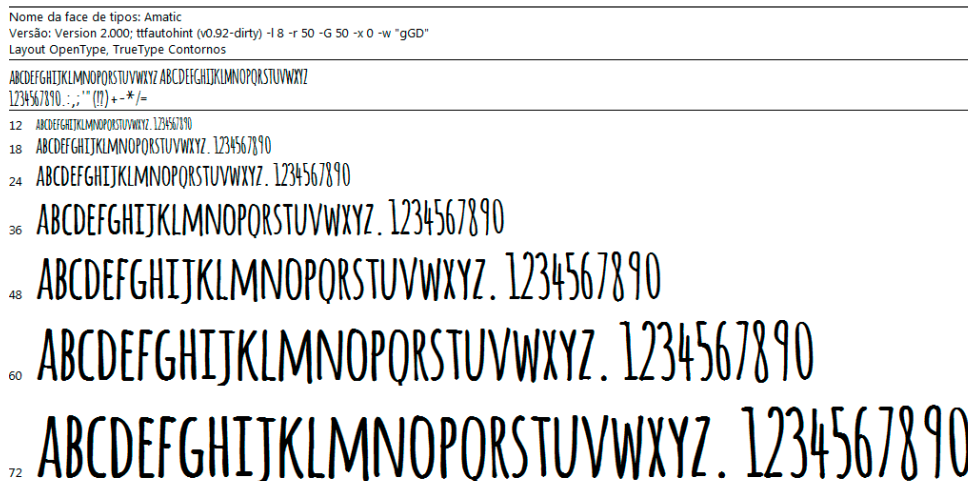 Nome da face de tipos: Amatic
Versão: Version 2.000; ttfautohint (v0.92-dirty) -l 8 -r 50 -G 50 -x 0 -w "gGD"
Layout OpenType, TrueType Contornos
ABCDEFGHIJKLMNOPQRSTUVWXYZ ABCDEFGHIJKLMNOPQRSTUVWXYZ
1234567890.:,;'"(!?)+-*/=
12 ABCDEFGHIJKLMNOPQRSTUVWXYZ. 1234567890
18 ABCDEFGHIJKLMNOPQRSTUVWXYZ. 1234567890
24 ABCDEFGHIJKLMNOPQRSTUVWXYZ. 1234567890
36 ABCDEFGHIJKLMNOPQRSTUVWXYZ. 1234567890
48 ABCDEFGHIJKLMNOPQRSTUVWXYZ. 1234567890
60 ABCDEFGHIJKLMNOPQRSTUVWXYZ. 1234567890
72 ABCDEFGHIJKLMNOPQRSTUVWXYZ. 1234567890